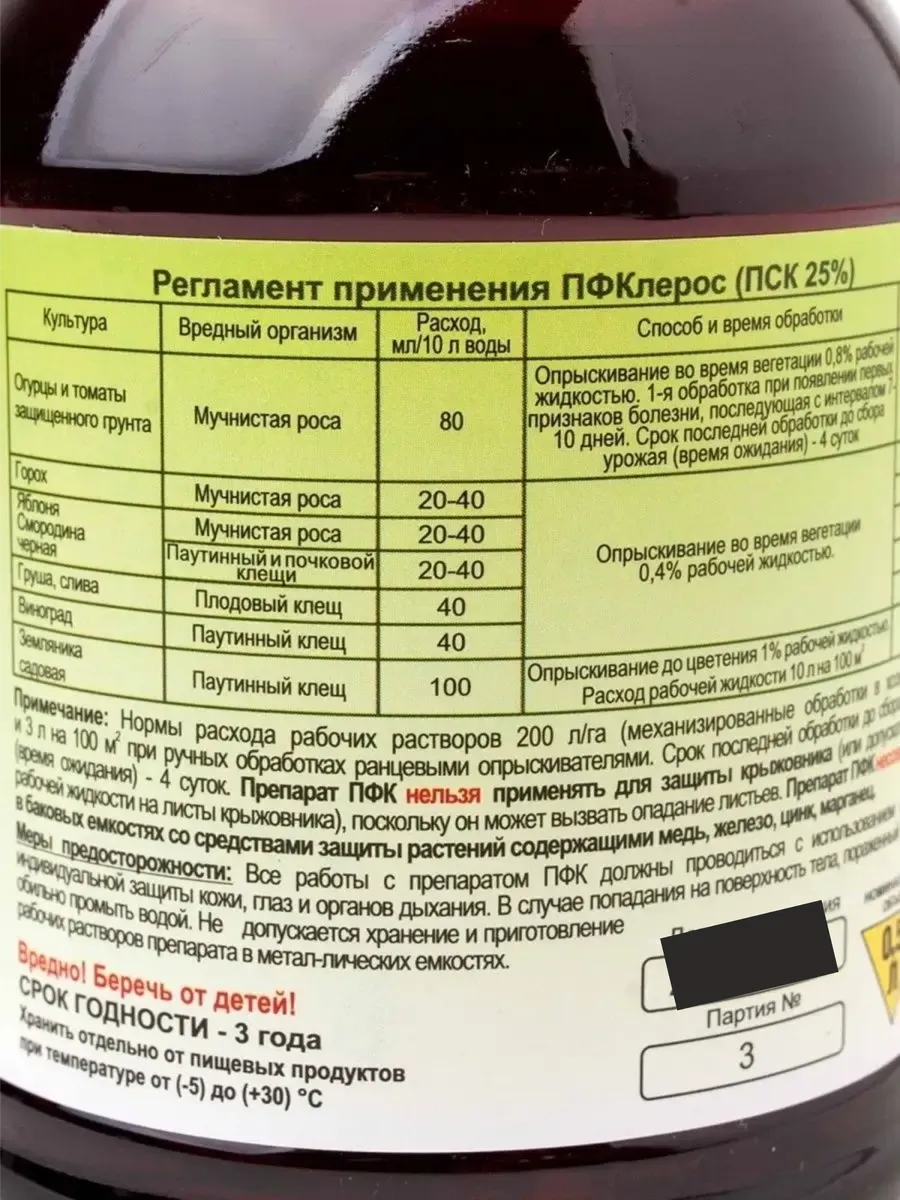 Регламент применения ПФКлерос (ПСК 25%)
Культура
Вредный организм
Расход,
мл/10 л воды
Способ и время обработки
Огурцы и томаты
защищенного грунта
Мучнистая роса
80
Опрыскивание во время вегетации 0,8% рабочей
жидкостью. 1-я обработка при появлении первых
признаков болезни, последующая с интервалом 7-
10 дней. Срок последней обработки до сбора
урожая (время ожидания) - 4 суток
Горох
Мучнистая роса
20-40
Опрыскивание во время вегетации
0,4% рабочей жидкостью.
Яблоня
Мучнистая роса
20-40
Смородина
черная
Паутинный и почковой
клещи
20-40
Груша, слива
Плодовый клещ
40
Виноград
Паутинный клещ
40
Земляника
садовая
Паутинный клещ
100
Опрыскивание до цветения 1% рабочей жидкостью.
Расход рабочей жидкости 10 л на 100 м²
Примечание: Нормы расхода рабочих растворов 200 л/га (механизированные обработки в
и 3 л на 100 м² при ручных обработках ранцевыми опрыскивателями. Срок последней обработки до сбора
(время ожидания) - 4 суток. Препарат ПФК нельзя применять для защиты крыжовника (или
рабочей жидкости на листы крыжовника), поскольку он может вызвать опадание листьев. Препарат ПФК
в баковых емкостях со средствами защиты растений содержащими медь, железо, цинк, марганец.
Меры предосторожности: Все работы с препаратом ПФК должны проводиться с использованием
индивидуальной защиты кожи, глаз и органов дыхания. В случае попадания на поверхность тела, пораженный
обильно промыть водой. Не допускается хранение и приготовление
рабочих растворов препарата в метал-лических емкостях.
Вредно! Беречь от детей!
СРОК ГОДНОСТИ - 3 года
Хранить отдельно от пищевых продуктов
при температуре от (-5) до (+30) °С
Партия №
3
0,5
Л